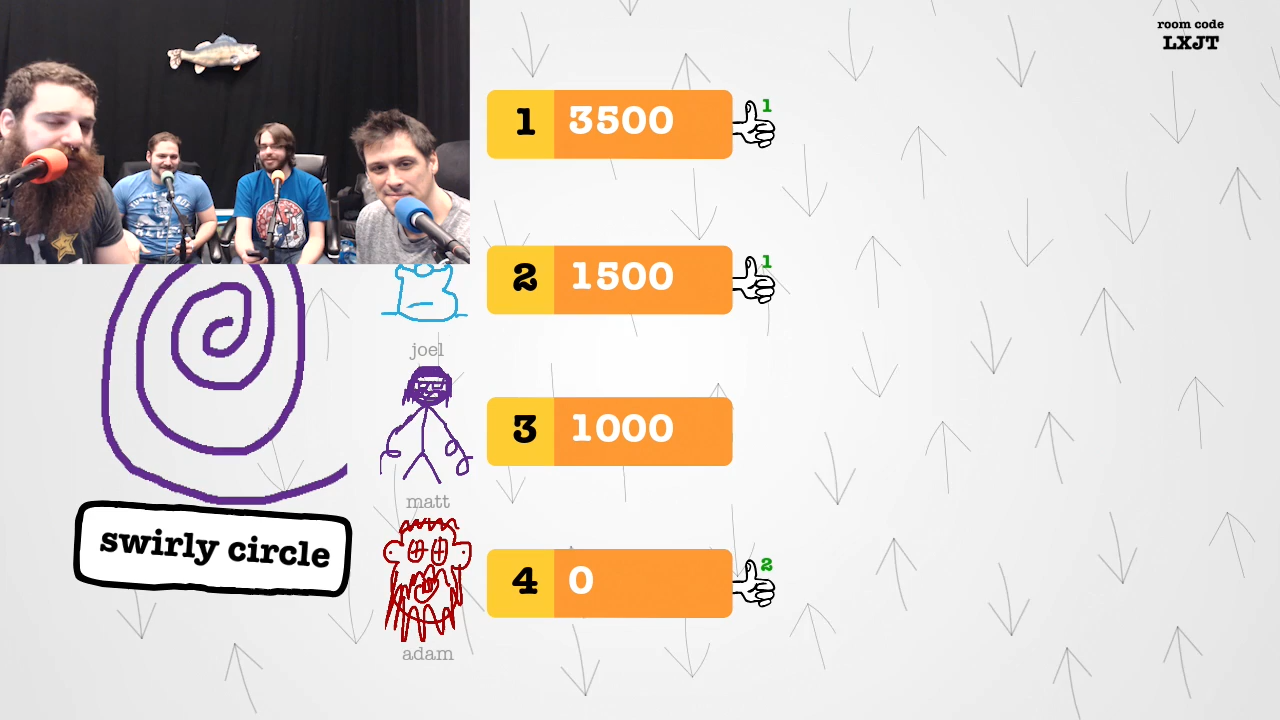 room code
LXJT
1 3500 1
2 1500 1
joel
3 1000
matt
swirly circle
4 0 2
adam